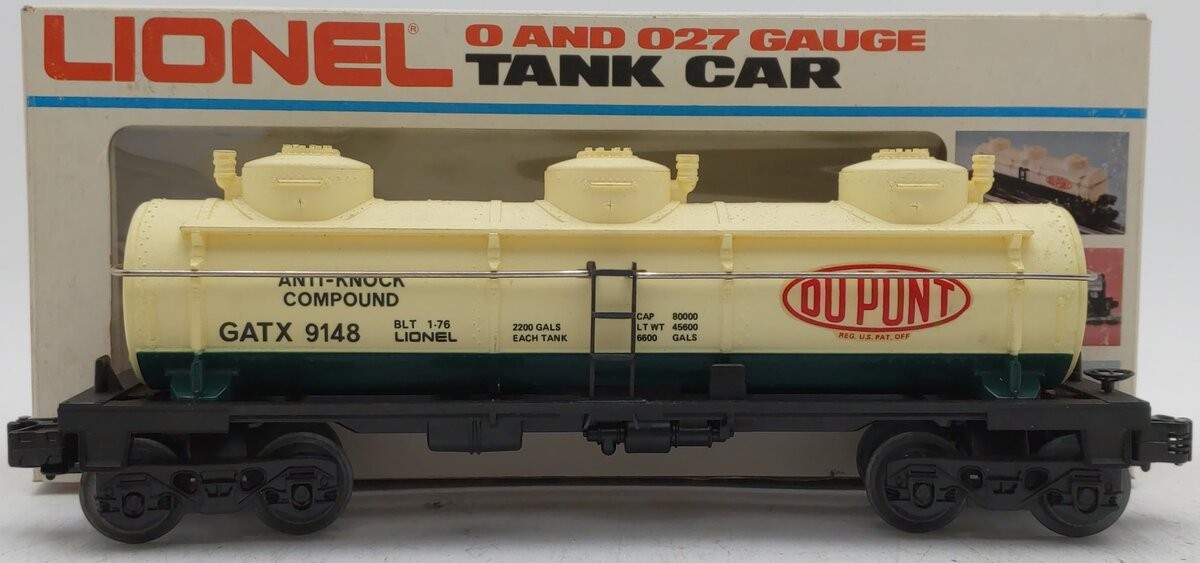 LIONEL®
O AND O27 GAUGE
TANK CAR
ANTI-KNOCK
COMPOUND
GATX 9148
BLT 1-76
LIONEL
2200 GALS
EACH TANK
CAP 80000
LT WT 45600
6600 GALS
DU PONT
REG. U.S. PAT. OFF